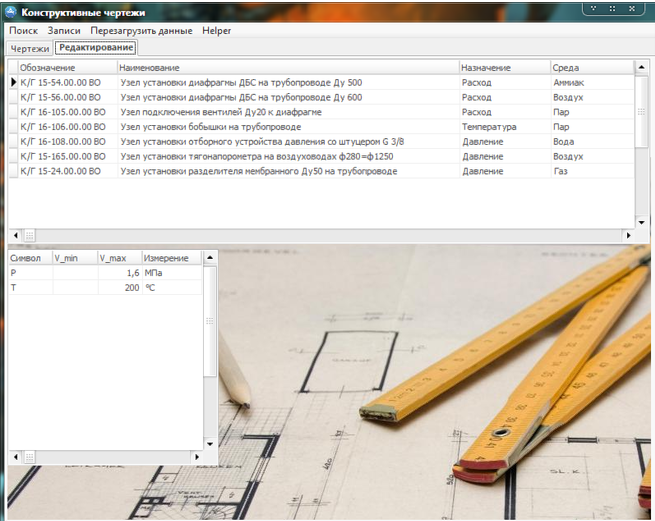 Конструктивные чертежи
Поиск Записи Перезагрузить данные Helper
Чертежи Редактирование
Обозначение Наименование Назначение Среда
К/Г 15-54.00.00 ВО Узел установки диафрагмы ДБС на трубопроводе Ду 500 Расход Аммиак
К/Г 15-56.00.00 ВО Узел установки диафрагмы ДБС на трубопроводе Ду 600 Расход Воздух
К/Г 16-105.00.00 ВО Узел подключения вентилей Ду20 к диафрагме Расход Пар
К/Г 16-106.00.00 ВО Узел установки бобышки на трубопроводе Температура Пар
К/Г 16-108.00.00 ВО Узел установки отборного устройства давления со штуцером G 3/8 Давление Вода
К/Г 15-165.00.00 ВО Узел установки тягонапорометра на воздуховодах ф280=ф1250 Давление Воздух
К/Г 15-24.00.00 ВО Узел установки разделителя мембранного Ду50 на трубопроводе Давление Газ
Символ V_min V_max Измерение
P 1,6 МПа
T 200 ºC